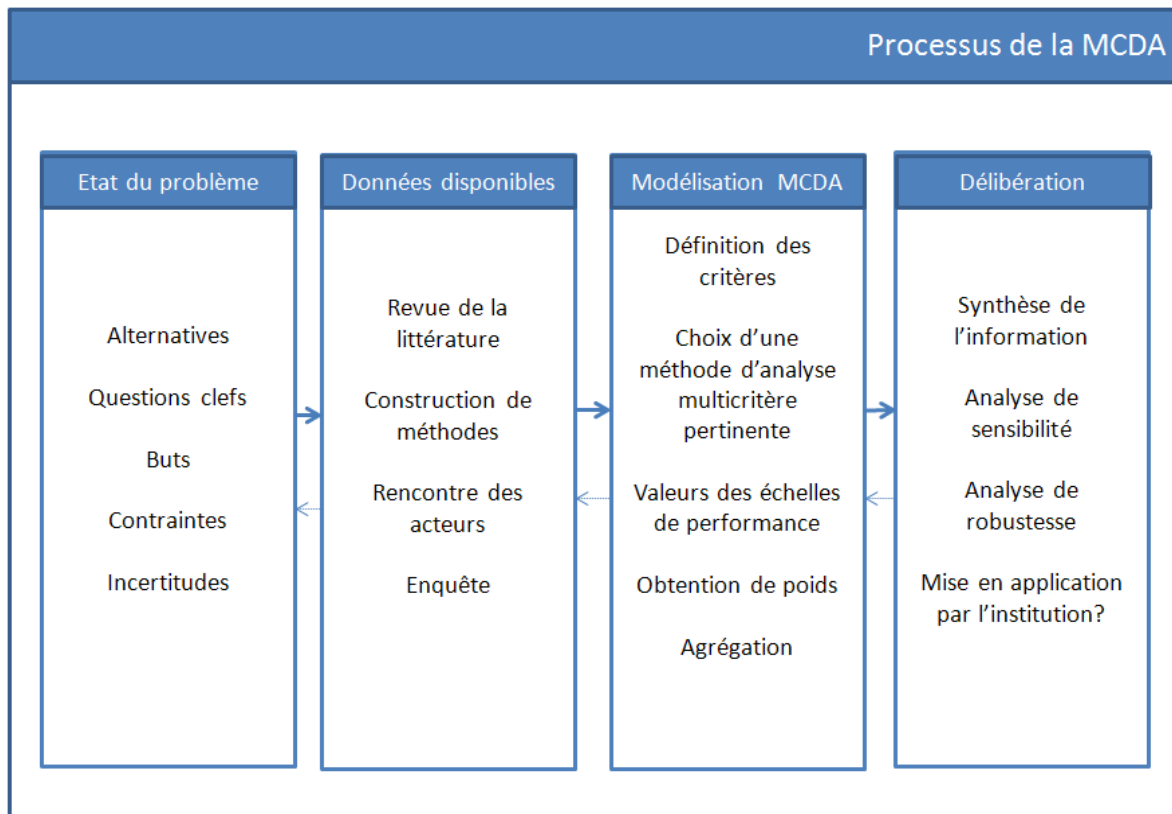 Processus de la MCDA
Etat du problème
Alternatives
Questions clefs
Buts
Contraintes
Incertitudes
Données disponibles
Revue de la
littérature
Construction de
méthodes
Rencontre des
acteurs
Enquête
Modélisation MCDA
Définition des
critères
Choix d’une
méthode d’analyse
multicritère
pertinente
Valeurs des échelles
de performance
Obtention de poids
Agrégation
Délibération
Synthèse de
l’information
Analyse de
sensibilité
Analyse de
robustesse
Mise en application
par l’institution?